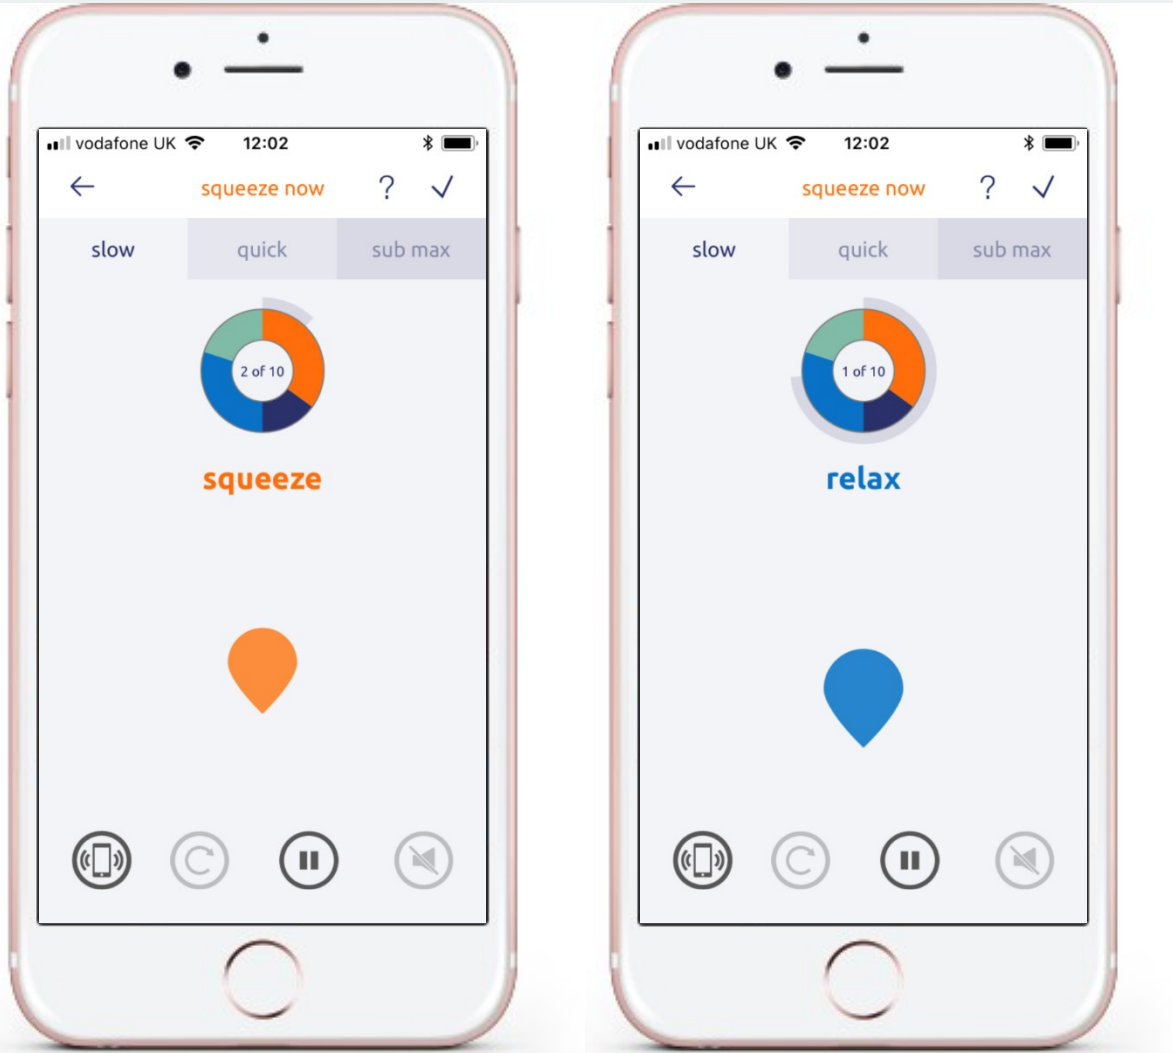 vodafone UK 12:02
squeeze now ?
slow quick sub max
2 of 10
squeeze
vodafone UK 12:02
squeeze now ?
slow quick sub max
1 of 10
relax